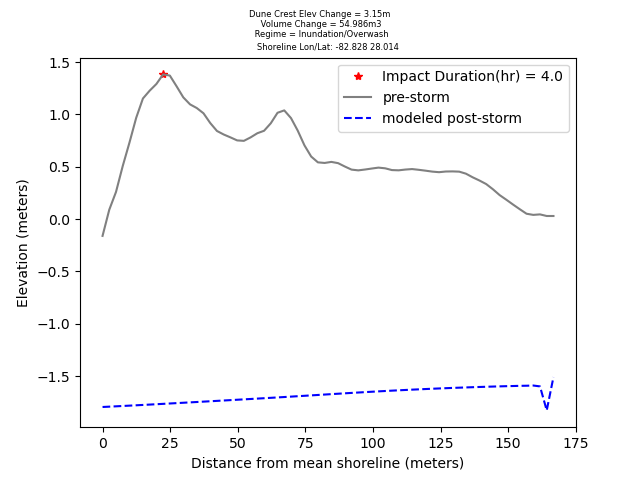 Dune Crest Elev Change = 3.15m
Volume Change = 54.986m3
Regime = Inundation/Overwash
Shoreline Lon/Lat: -82.828 28.014
Impact Duration(hr) = 4.0
pre-storm
modeled post-storm
1.5
1.0
0.5
0.0
−0.5
−1.0
−1.5
Elevation (meters)
0 25 50 75 100 125 150 175
Distance from mean shoreline (meters)